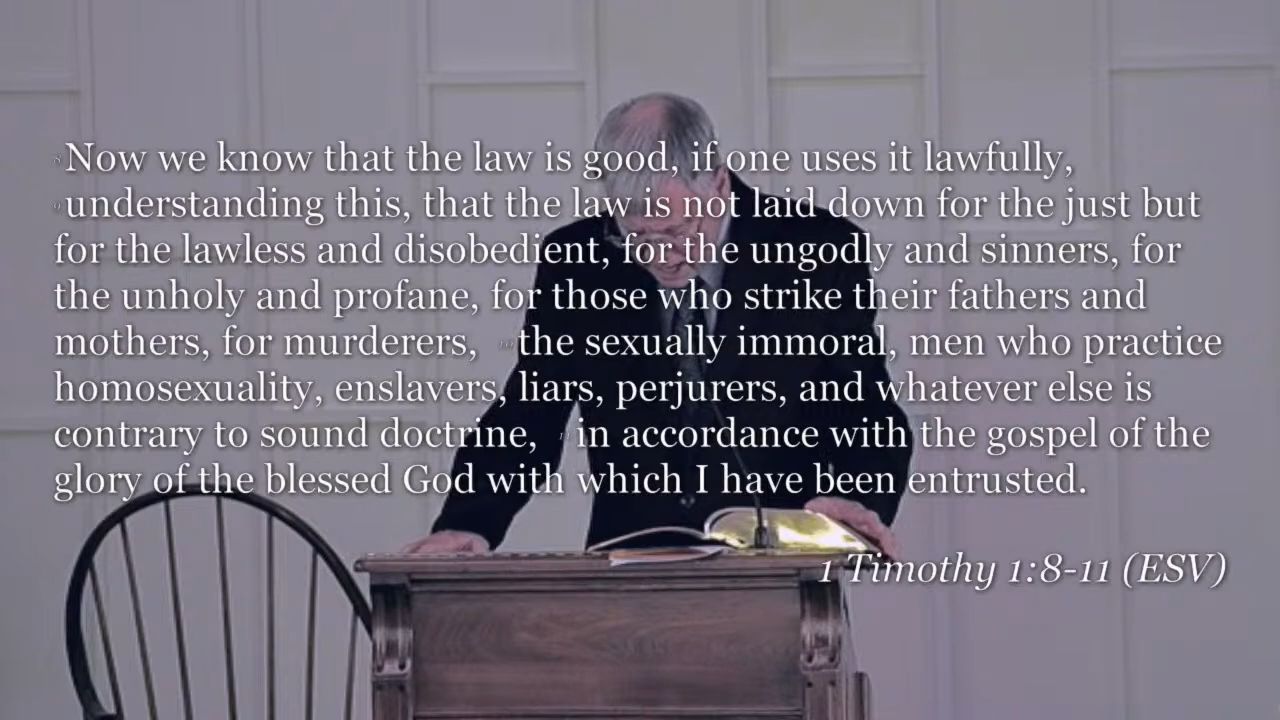 8 Now we know that the law is good, if one uses it lawfully,
understanding this, that the law is not laid down for the just but
for the lawless and disobedient, for the ungodly and sinners, for
the unholy and profane, for those who strike their fathers and
mothers, for murderers, 10 the sexually immoral, men who practice
homosexuality, enslavers, liars, perjurers, and whatever else is
contrary to sound doctrine, 11 in accordance with the gospel of the
glory of the blessed God with which I have been entrusted.
1 Timothy 1:8-11 (ESV)